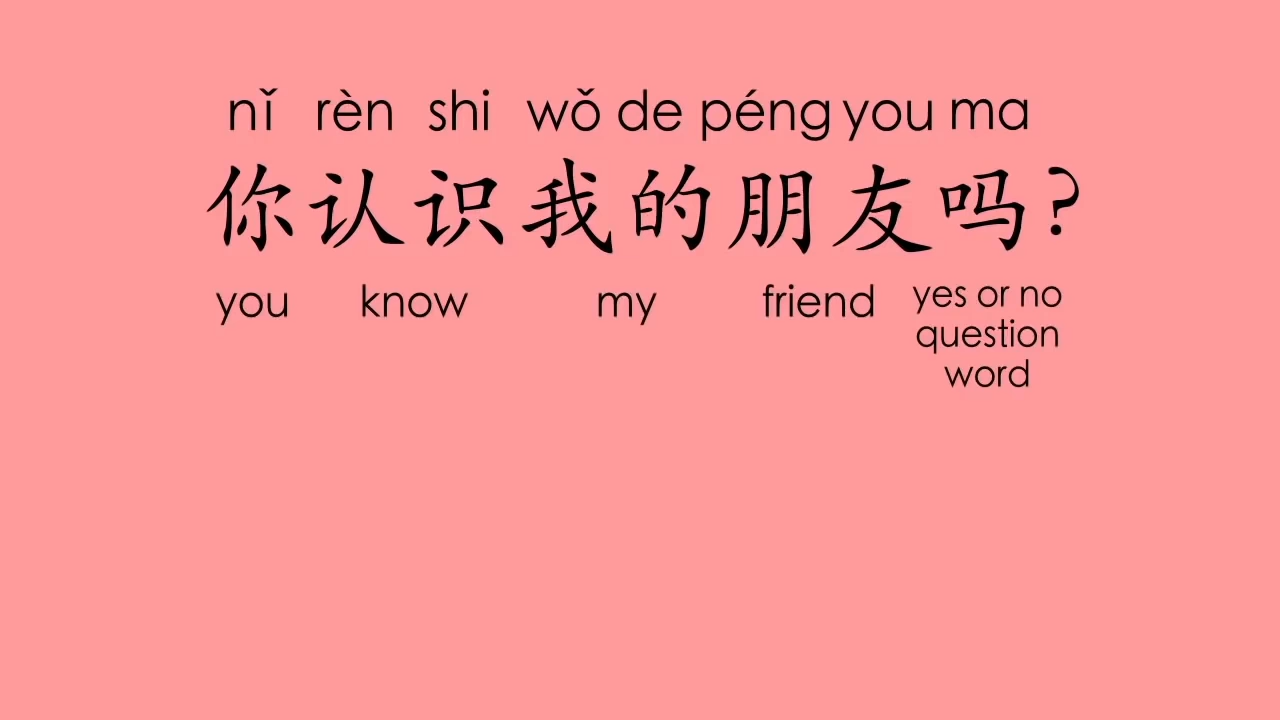 nǐ rèn shi wǒ de péng you ma
你认识我的朋友吗?
you know my friend yes or no
question
word